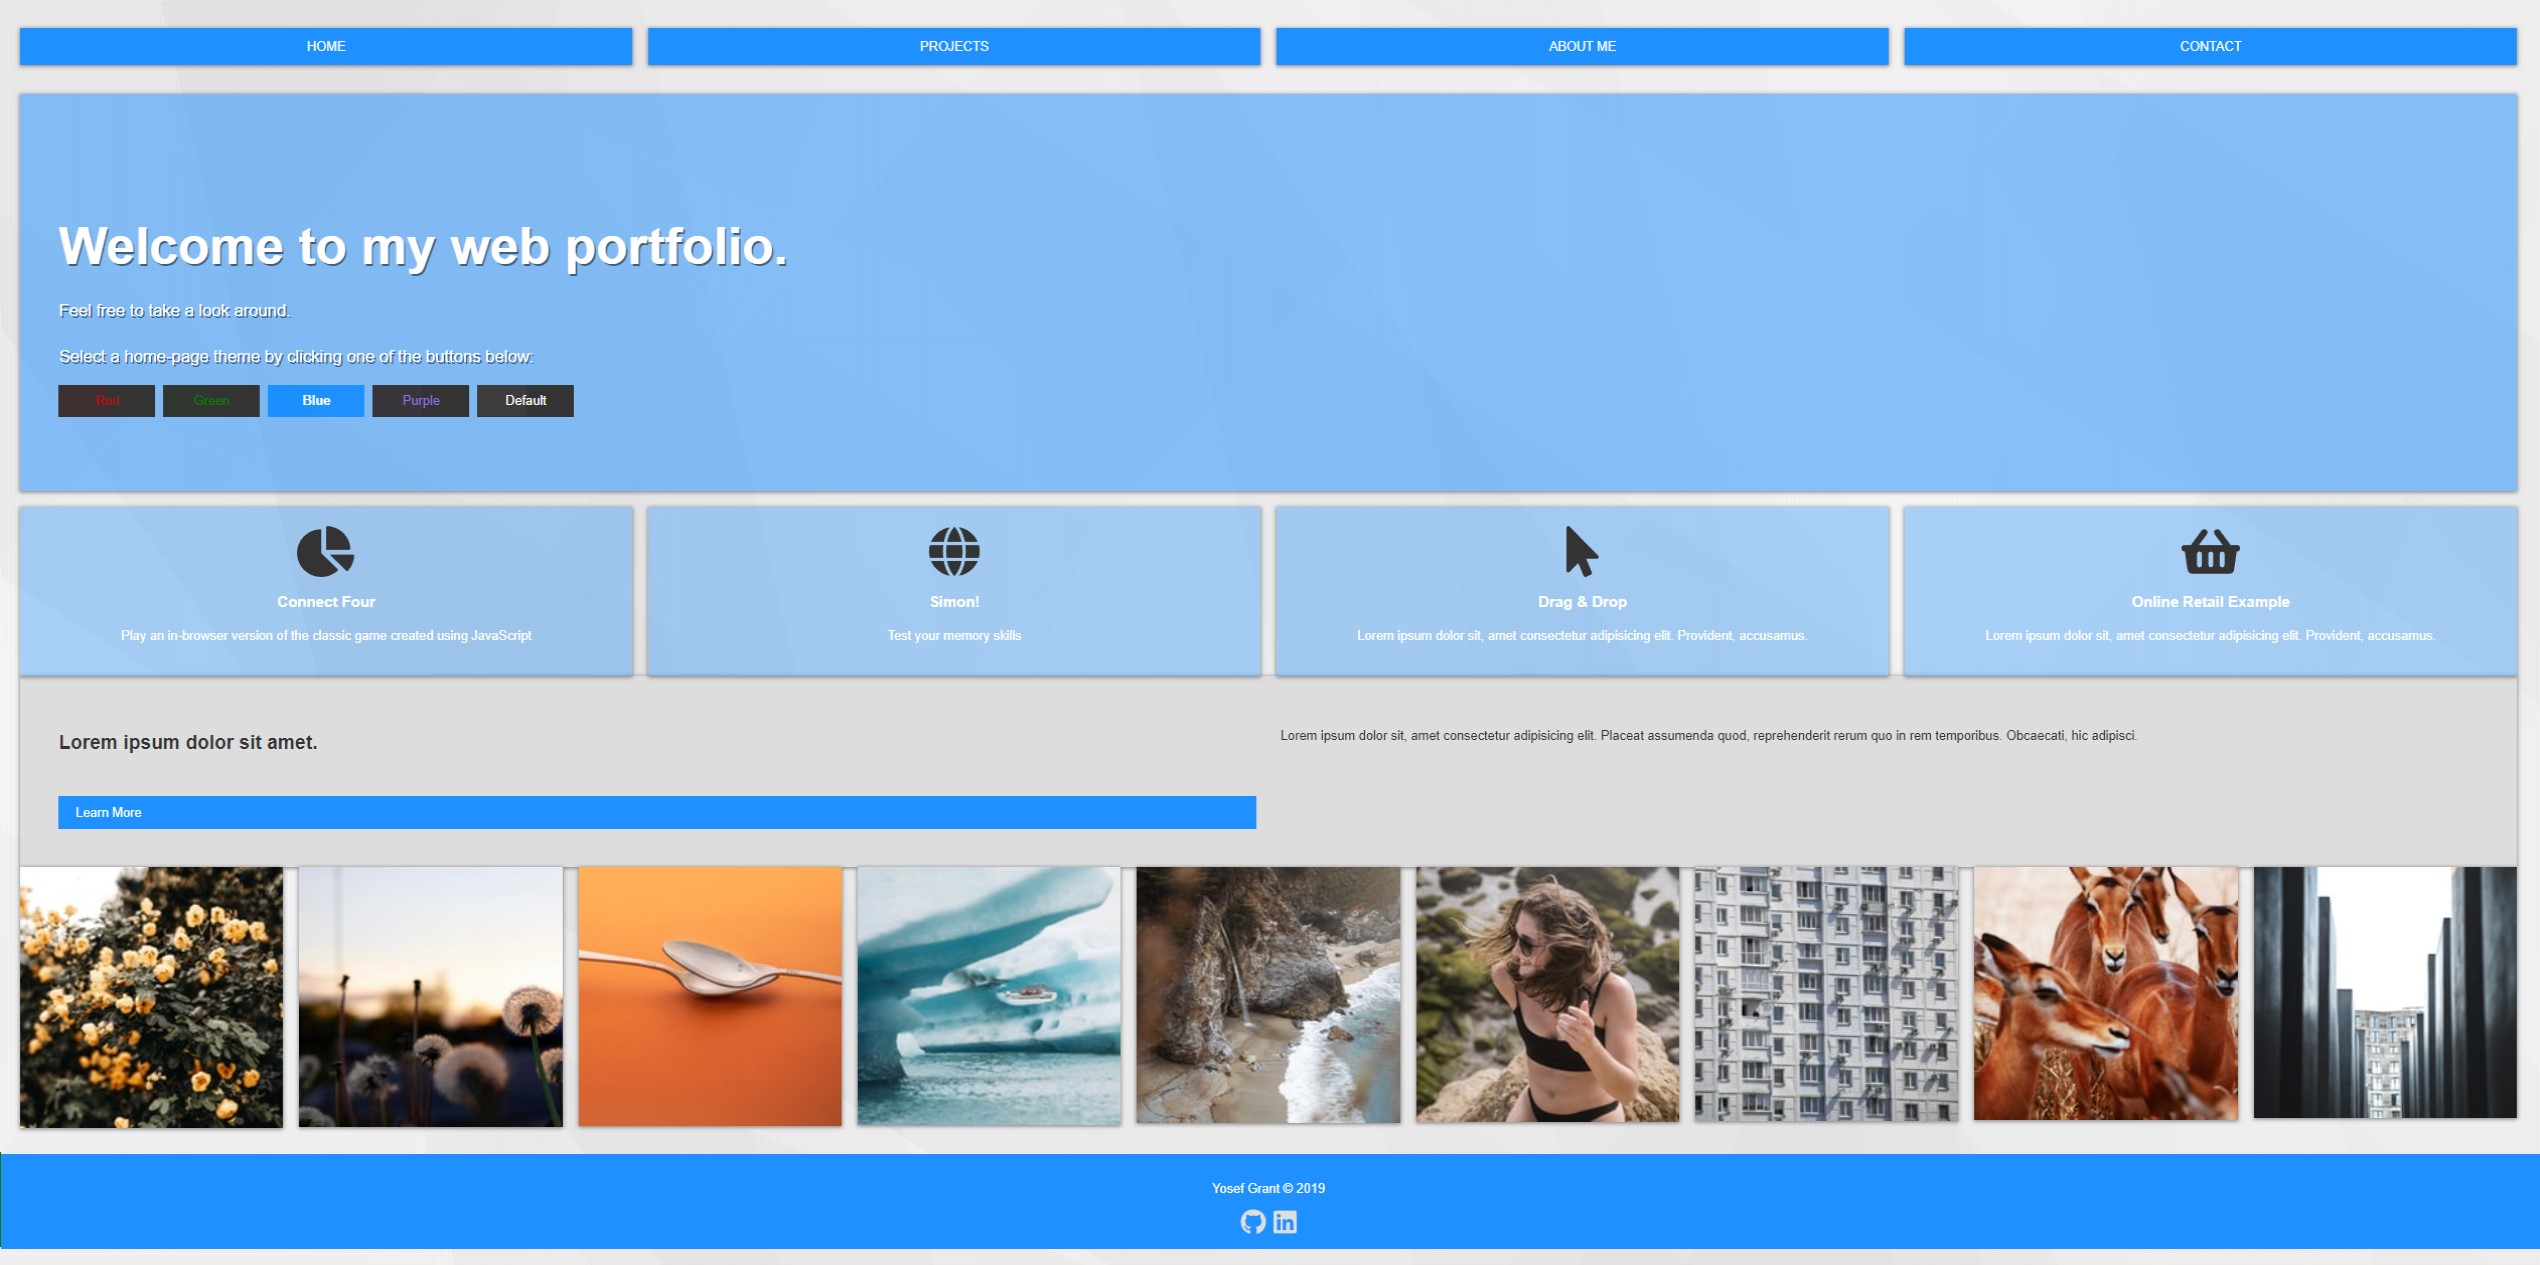 HOME
PROJECTS
ABOUT ME
CONTACT
Welcome to my web portfolio.
Feel free to take a look around.
Select a home-page theme by clicking one of the buttons below:
Red
Green
Blue
Purple
Default
Connect Four
Play an in-browser version of the classic game created using JavaScript
Simon!
Test your memory skills
Drag & Drop
Lorem ipsum dolor sit, amet consectetur adipisicing elit. Provident, accusamus.
Online Retail Example
Lorem ipsum dolor sit, amet consectetur adipisicing elit. Provident, accusamus.
Lorem ipsum dolor sit amet.
Lorem ipsum dolor sit, amet consectetur adipisicing elit. Placeat assumenda quod, reprehenderit rerum quo in rem temporibus. Obcaecati, hic adipisci.
Learn More
Yosef Grant © 2019
in